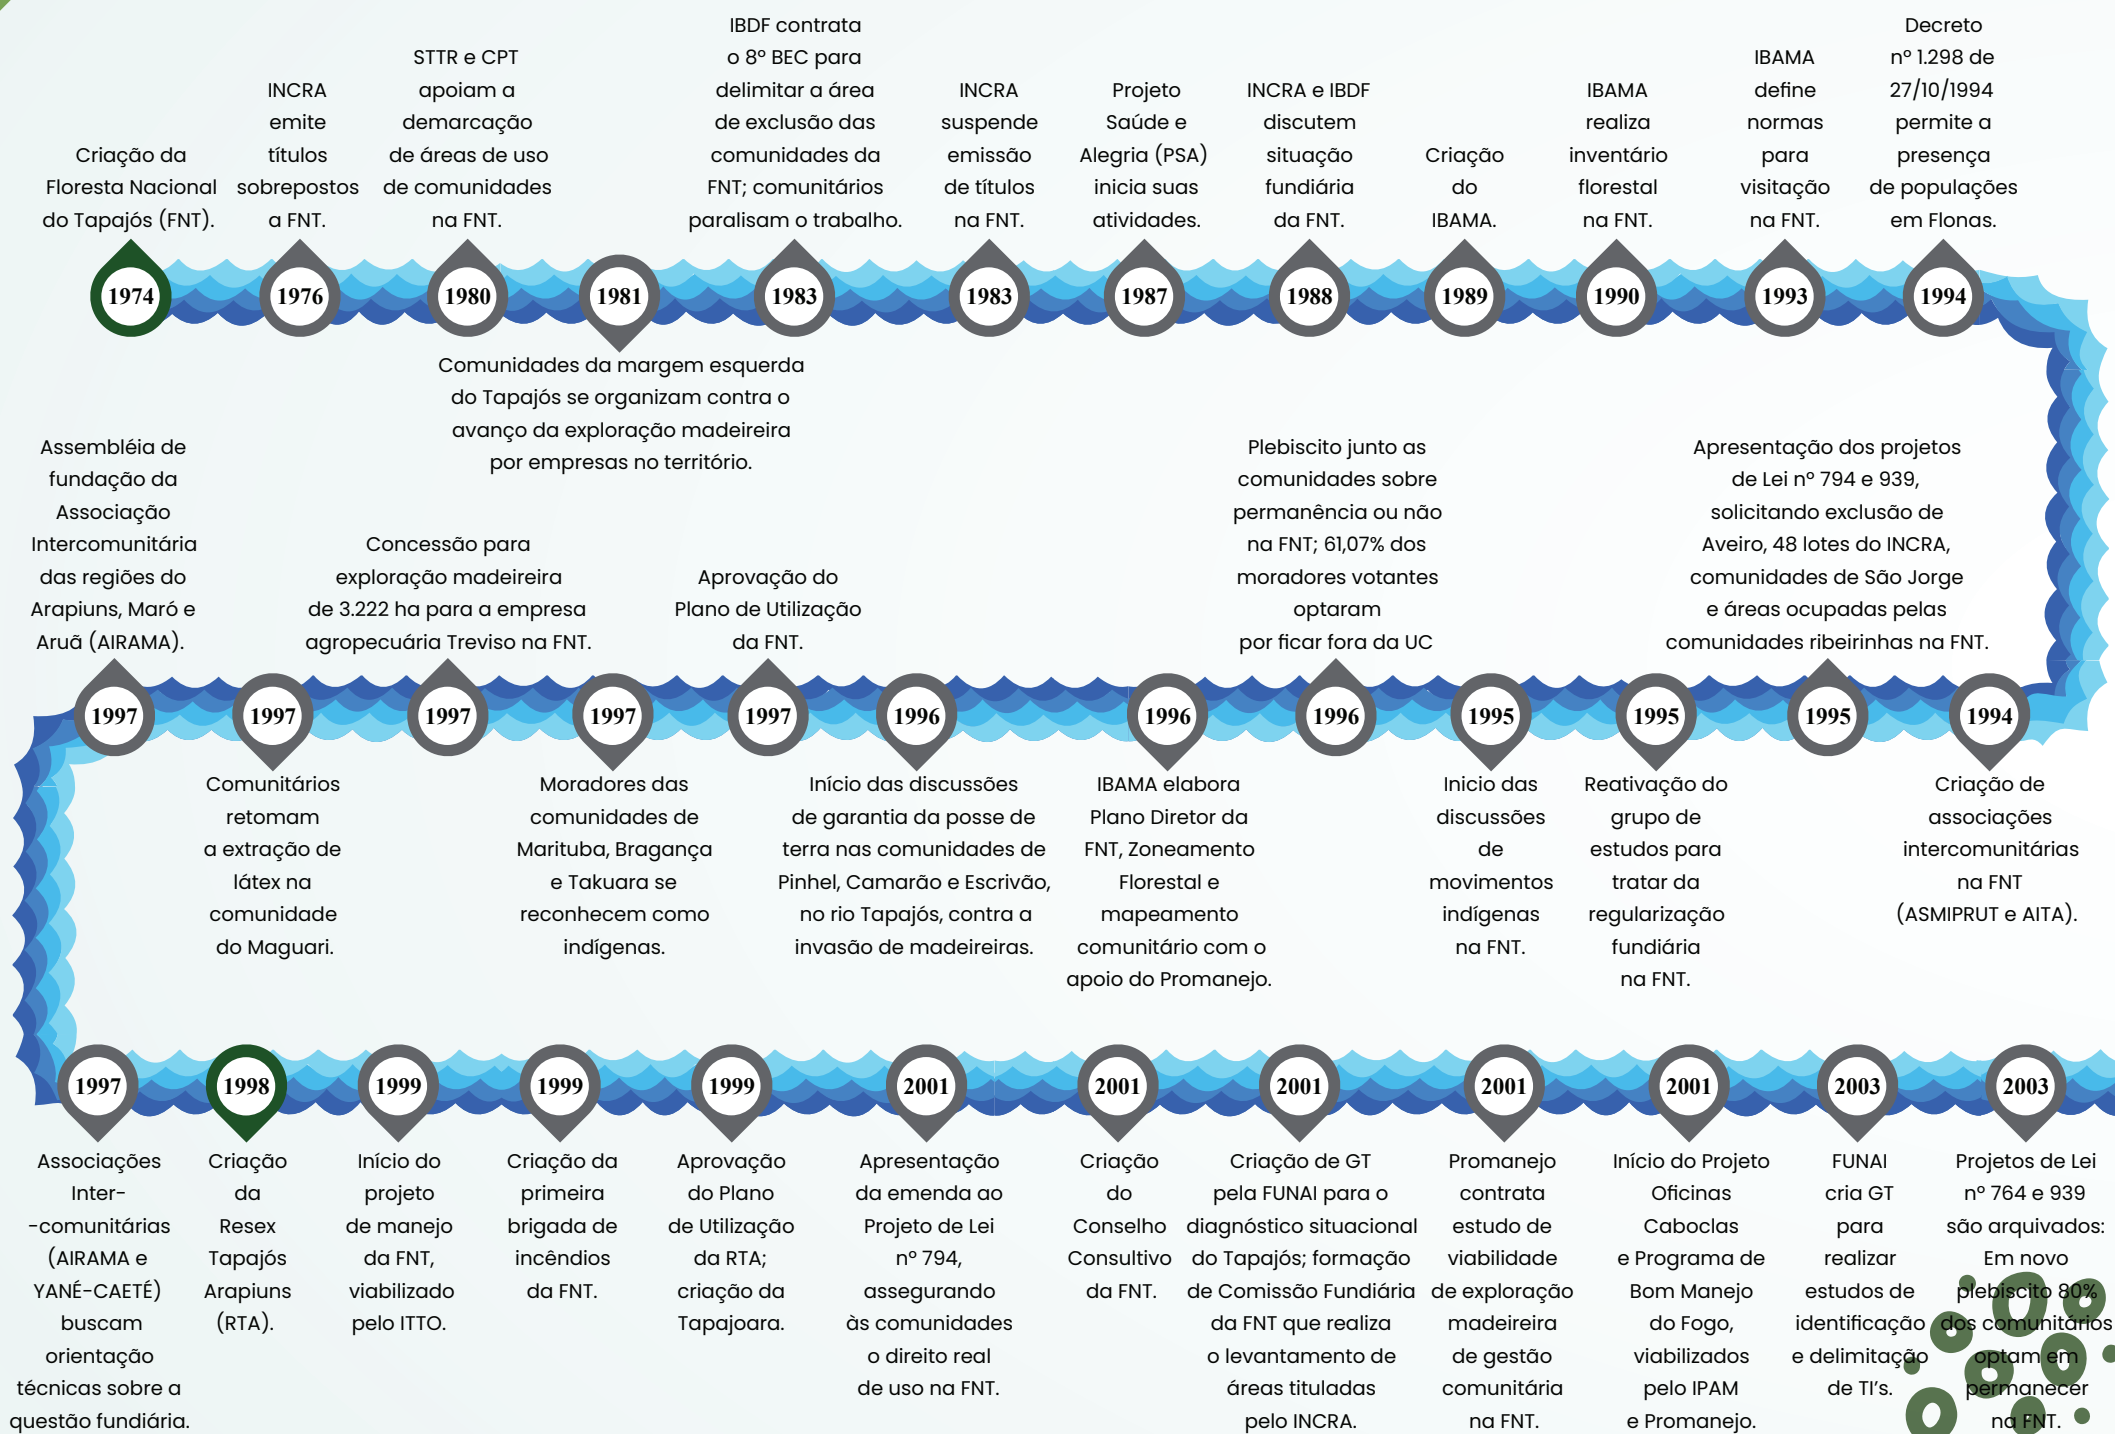 Criação da
Floresta Nacional
do Tapajós (FNT).
1974
INCRA
emite
títulos
sobrepostos
a FNT.
1976
STTR e CPT
apoiam a
demarcação
de áreas de uso
de comunidades
na FNT.
1980
1981
Comunidades da margem esquerda
do Tapajós se organizam contra o
avanço da exploração madeireira
por empresas no território.
IBDF contrata
o 8º BEC para
delimitar a área
de exclusão das
comunidades da
FNT; comunitários
paralisam o trabalho.
1983
INCRA
suspende
emissão
de títulos
na FNT.
1983
Projeto
Saúde e
Alegria (PSA)
inicia suas
atividades.
1987
INCRA e IBDF
discutem
situação
fundiária
da FNT.
1988
Criação
do
IBAMA.
1989
IBAMA
realiza
inventário
florestal
na FNT.
1990
IBAMA
define
normas
para
visitação
na FNT.
1993
Decreto
nº 1.298 de
27/10/1994
permite a
presença
de populações
em Flonas.
1994
1994
Criação de
associações
intercomunitárias
na FNT
(ASMIPRUT e AITA).
Apresentação dos projetos
de Lei nº 794 e 939,
solicitando exclusão de
Aveiro, 48 lotes do INCRA,
comunidades de São Jorge
e áreas ocupadas pelas
comunidades ribeirinhas na FNT.
1995
1995
Reativação do
grupo de
estudos para
tratar da
regularização
fundiária
na FNT.
1995
Inicio das
discussões
de
movimentos
indígenas
na FNT.
Plebiscito junto as
comunidades sobre
permanência ou não
na FNT; 61,07% dos
moradores votantes
optaram
por ficar fora da UC
1996
1996
IBAMA elabora
Plano Diretor da
FNT, Zoneamento
Florestal e
mapeamento
comunitário com o
apoio do Promanejo.
1996
Início das discussões
de garantia da posse de
terra nas comunidades de
Pinhel, Camarão e Escrivão,
no rio Tapajós, contra a
invasão de madeireiras.
Aprovação do
Plano de Utilização
da FNT.
1997
1997
Moradores das
comunidades de
Marituba, Bragança
e Takuara se
reconhecem como
indígenas.
Concessão para
exploração madeireira
de 3.222 ha para a empresa
agropecuária Treviso na FNT.
1997
1997
Comunitários
retomam
a extração de
látex na
comunidade
do Maguari.
Assembléia de
fundação da
Associação
Intercomunitária
das regiões do
Arapiuns, Maró e
Aruã (AIRAMA).
1997
1997
Associações
Inter-
-comunitárias
(AIRAMA e
YANÉ-CAETÉ)
buscam
orientação
técnicas sobre a
questão fundiária.
1998
Criação
da
Resex
Tapajós
Arapiuns
(RTA).
1999
Início do
projeto
de manejo
da FNT,
viabilizado
pelo ITTO.
1999
Criação da
primeira
brigada de
incêndios
da FNT.
1999
Aprovação
do Plano
de Utilização
da RTA;
criação da
Tapajoara.
2001
Apresentação
da emenda ao
Projeto de Lei
nº 794,
assegurando
às comunidades
o direito real
de uso na FNT.
2001
Criação
do
Conselho
Consultivo
da FNT.
2001
Criação de GT
pela FUNAI para o
diagnóstico situacional
do Tapajós; formação
de Comissão Fundiária
da FNT que realiza
o levantamento de
áreas tituladas
pelo INCRA.
2001
Promanejo
contrata
estudo de
viabilidade
de exploração
madeireira
de gestão
comunitária
na FNT.
2001
Início do Projeto
Oficinas
Caboclas
e Programa de
Bom Manejo
do Fogo,
viabilizados
pelo IPAM
e Promanejo.
2003
FUNAI
cria GT
para
realizar
estudos de
identificação
e delimitação
de TI's.
2003
Projetos de Lei
nº 764 e 939
são arquivados:
Em novo
plebiscito 80%
dos comunitários
optam em
permanecer
na FNT.